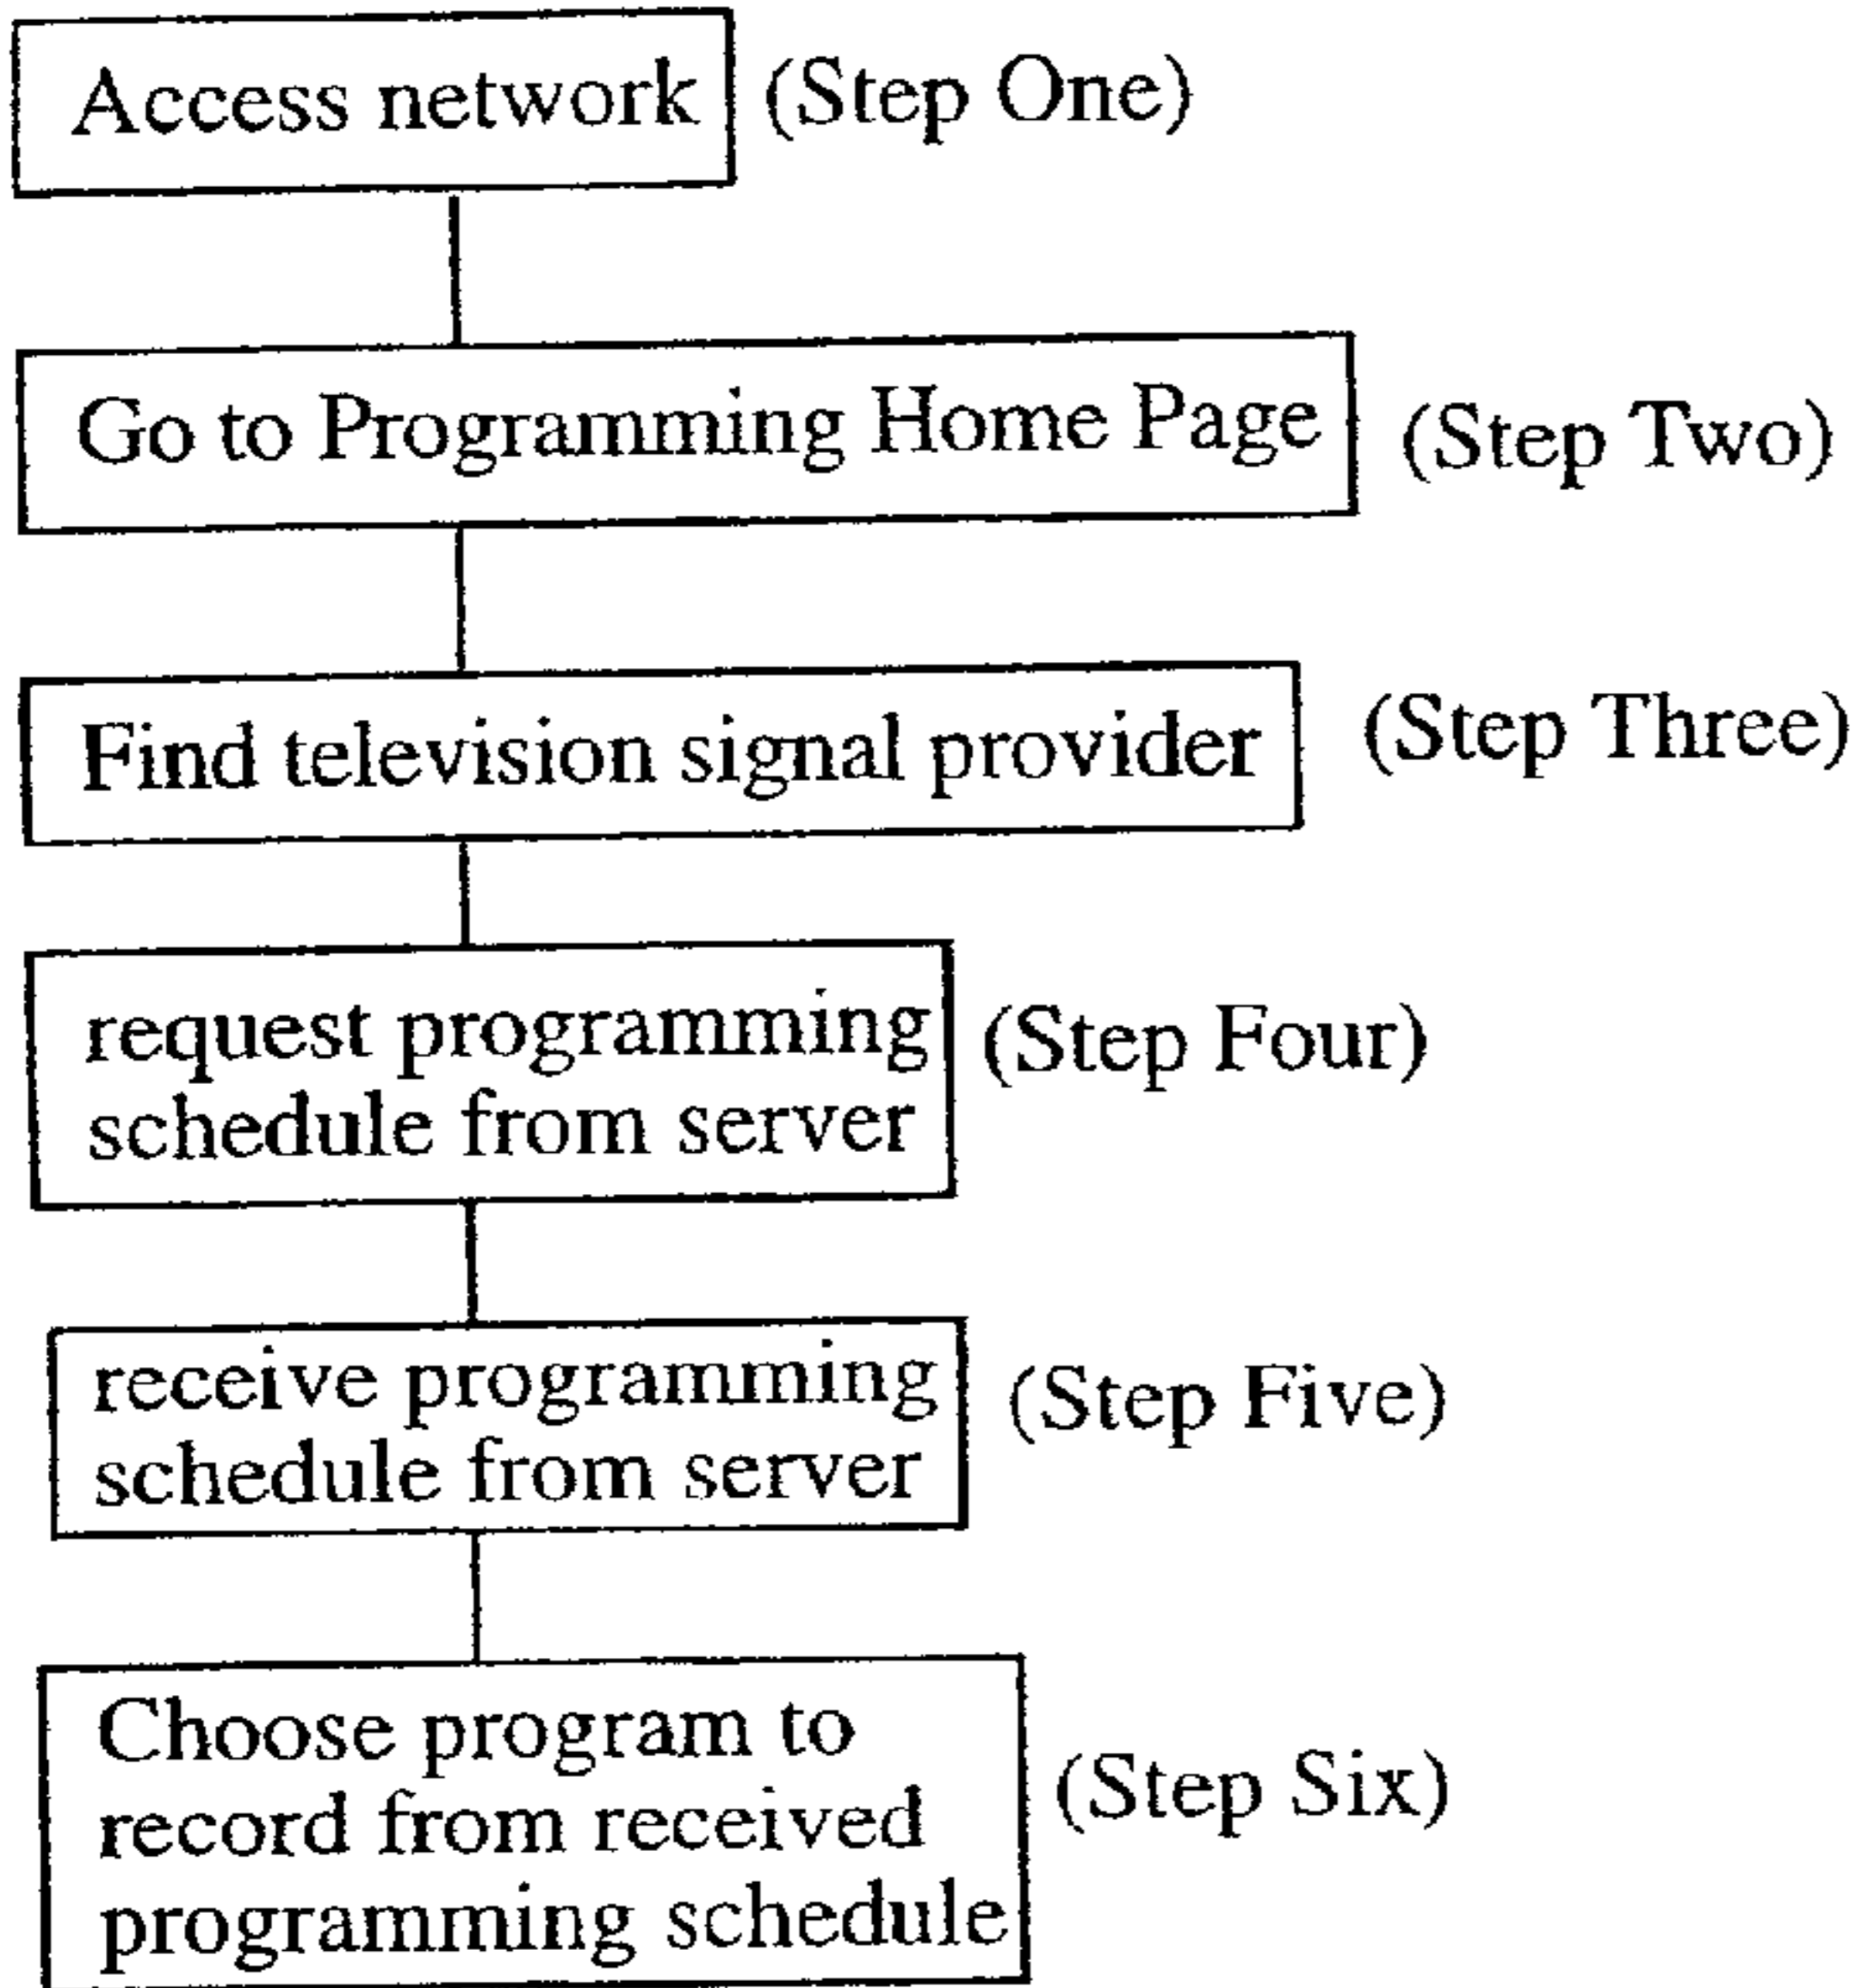 Access network (Step One)
Go to Programming Home Page (Step Two)
Find television signal provider (Step Three)
request programming (Step Four)
schedule from server
receive programming (Step Five)
schedule from server
Choose program to
record from received (Step Six)
programming schedule